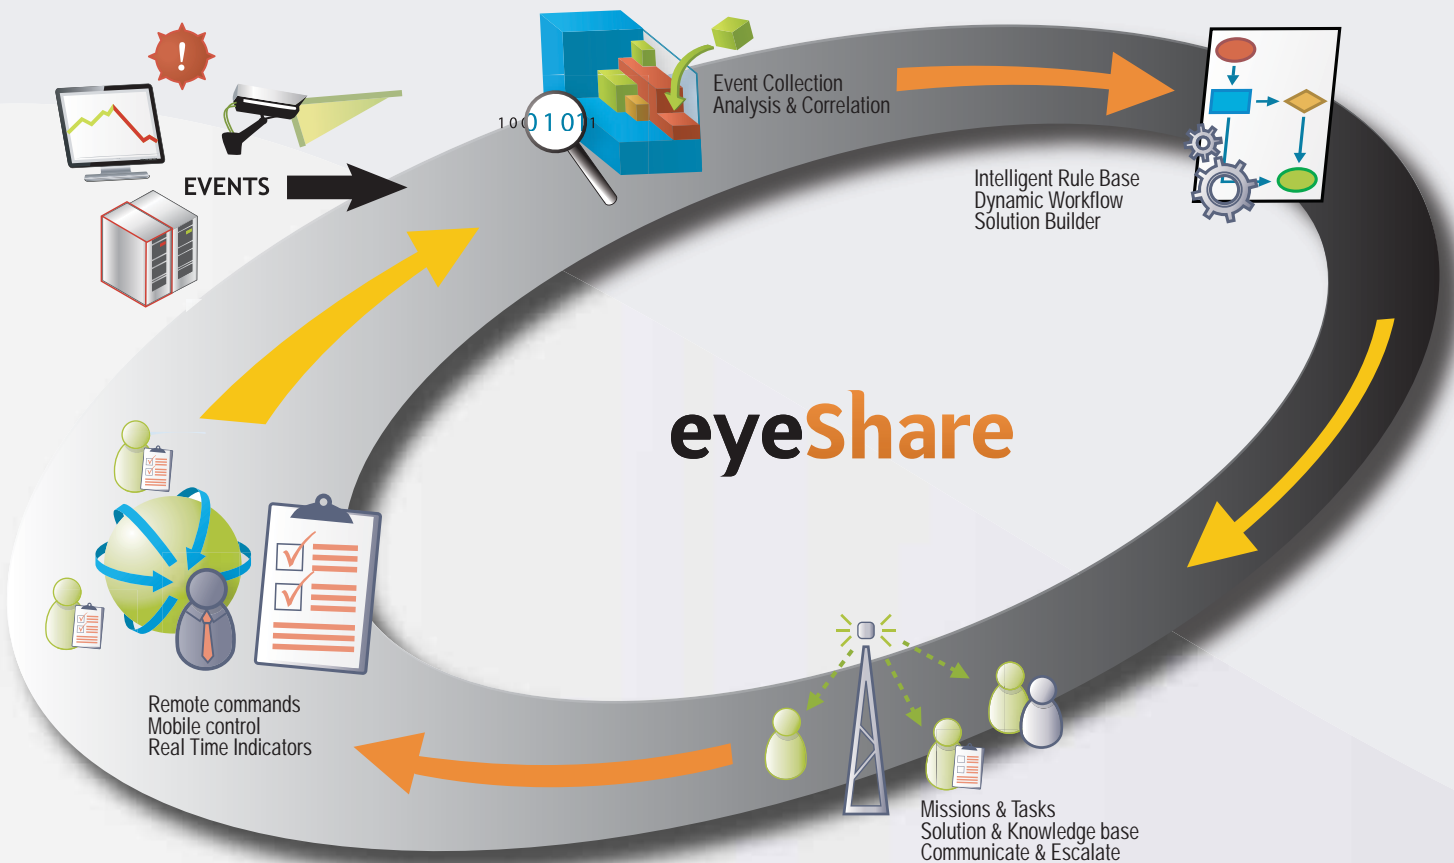 EVENTS
10001011
Event Collection
Analysis & Correlation
Intelligent Rule Base
Dynamic Workflow
Solution Builder
eyeShare
Remote commands
Mobile control
Real Time Indicators
Missions & Tasks
Solution & Knowledge base
Communicate & Escalate